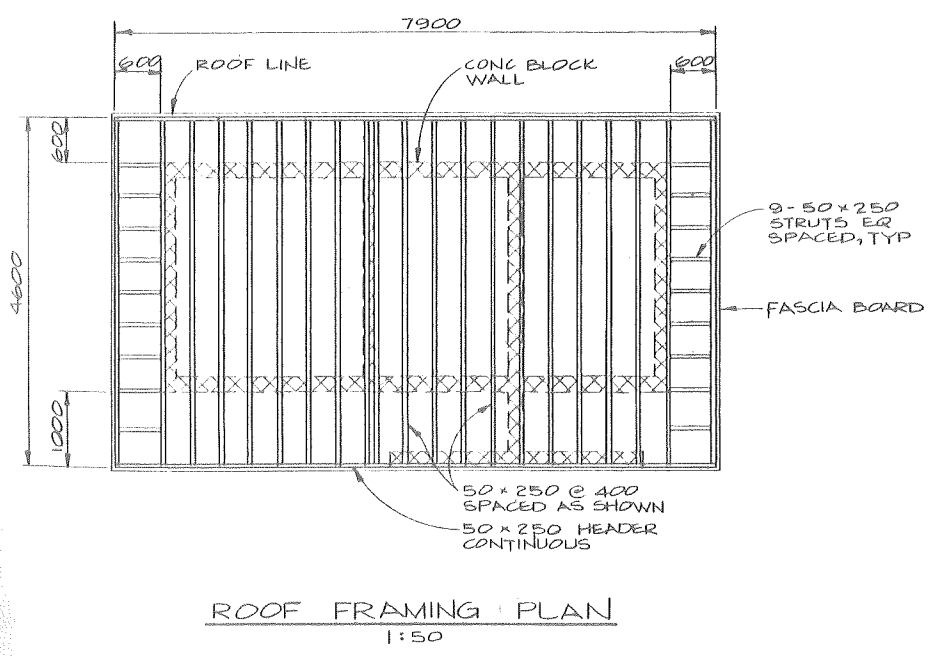 7900
600
ROOF LINE
CONC BLOCK
WALL
600
600
9-50 x 250
STRUTS EQ
SPACED, TYP
4600
FASCIA BOARD
1000
50 x 250 @ 400
SPACED AS SHOWN
50 x 250 HEADER
CONTINUOUS
ROOF FRAMING PLAN
1:50